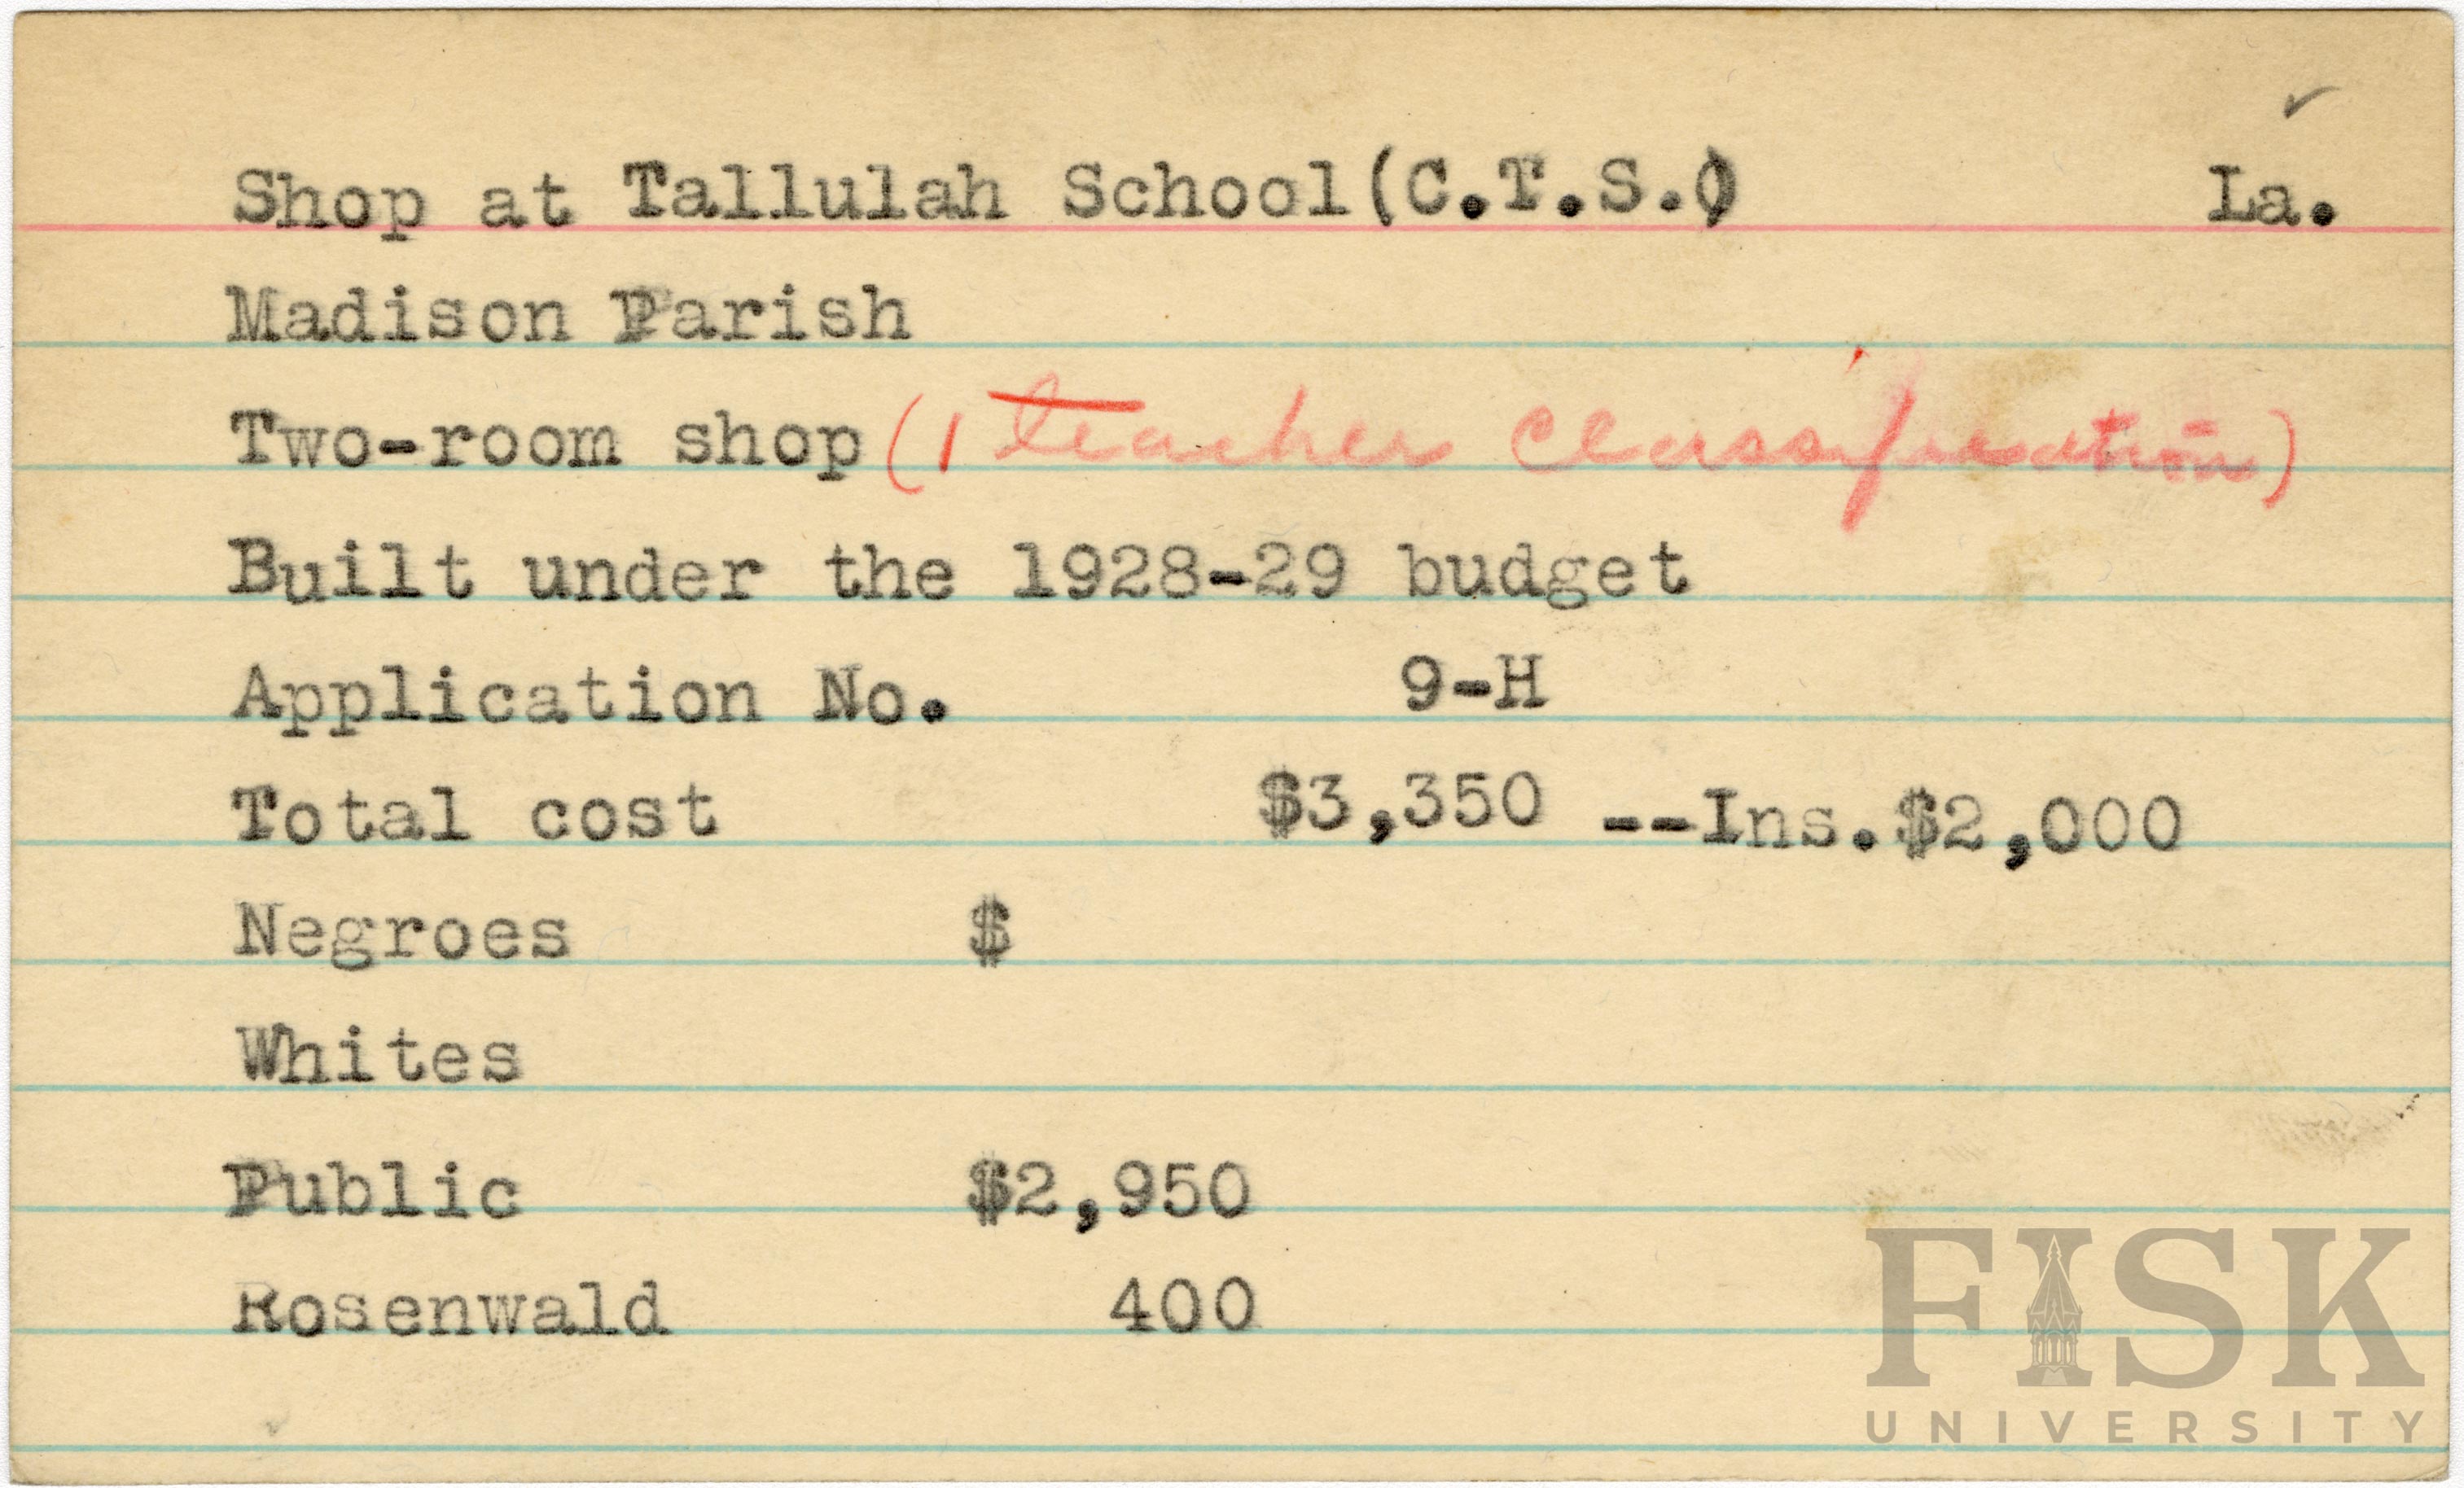 Shop at Tallulah School(C.T.S.) La.
Madison Parish
Two-room shop (1 teacher classification)
Built under the 1928-29 budget
Application No. 9-H
Total cost $3,350 --Ins.$2,000
Negroes $
Whites
Public $2,950
Rosenwald 400
FISK
UNIVERSITY